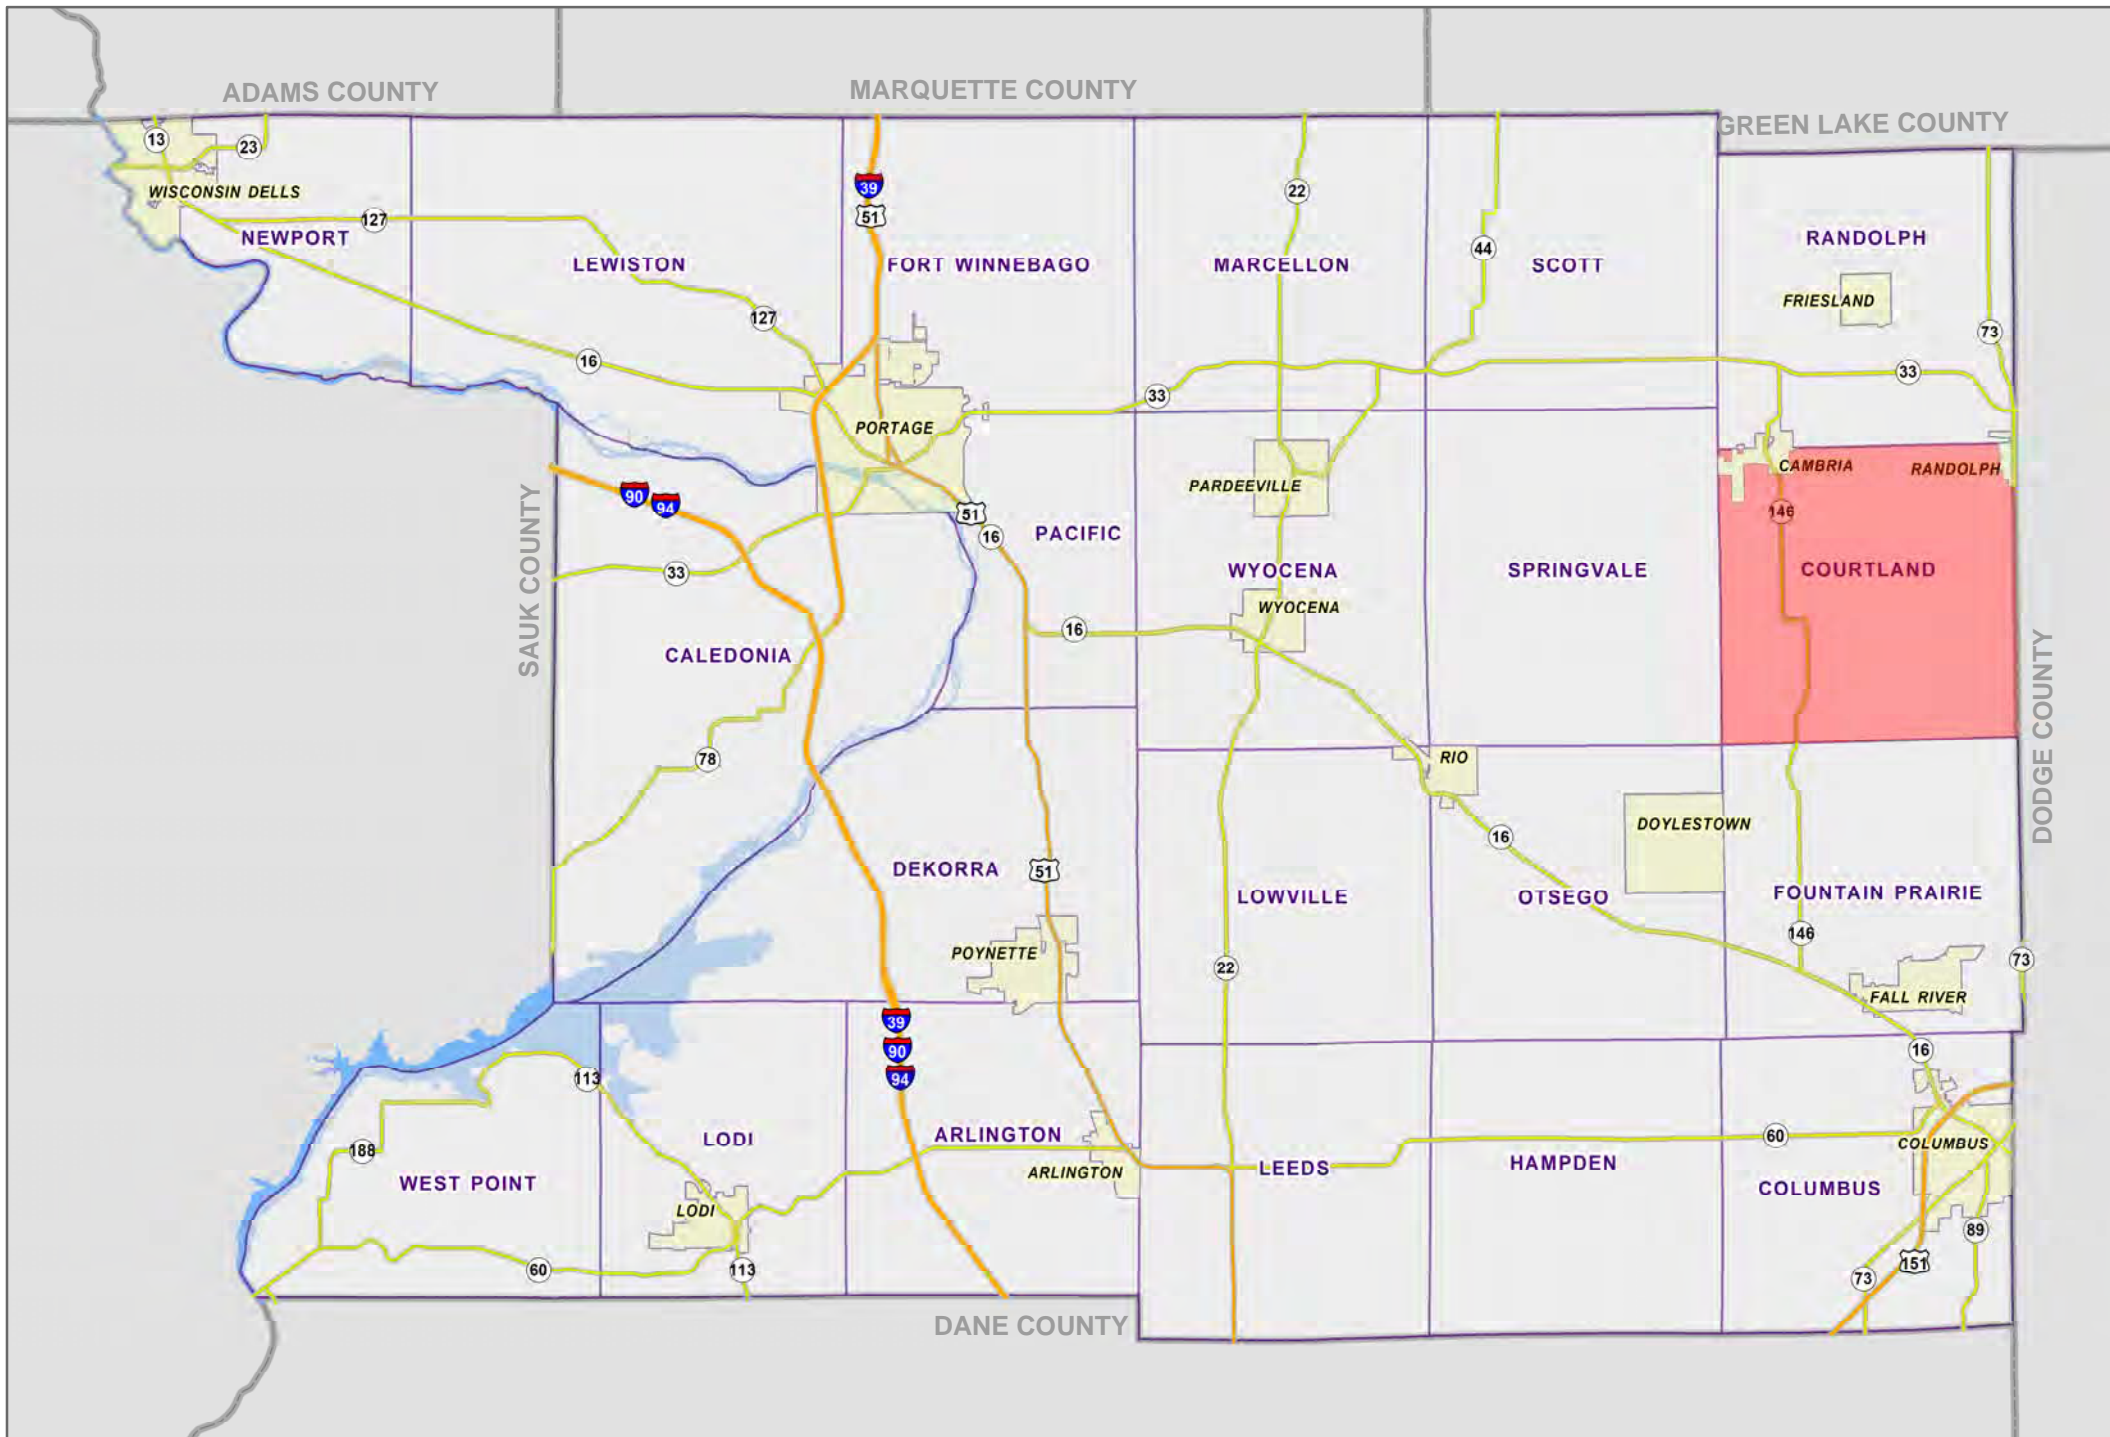 ADAMS COUNTY
MARQUETTE COUNTY
GREEN LAKE COUNTY
13
23
39
51
22
44
WISCONSIN DELLS
127
NEWPORT
LEWISTON
FORT WINNEBAGO
MARCELLON
SCOTT
RANDOLPH
FRIESLAND
127
73
16
33
33
PORTAGE
CAMBRIA
RANDOLPH
PARDEEVILLE
90
94
51
146
16
PACIFIC
SAUK COUNTY
33
WYOCENA
SPRINGVALE
COURTLAND
WYOCENA
16
CALEDONIA
DODGE COUNTY
78
RIO
DOYLESTOWN
16
DEKORRA
51
LOWVILLE
OTSEGO
FOUNTAIN PRAIRIE
146
POYNETTE
22
73
FALL RIVER
39
90
94
16
113
LODI
ARLINGTON
60
COLUMBUS
188
WEST POINT
ARLINGTON
LEEDS
HAMPDEN
COLUMBUS
LODI
89
60
113
151
73
DANE COUNTY